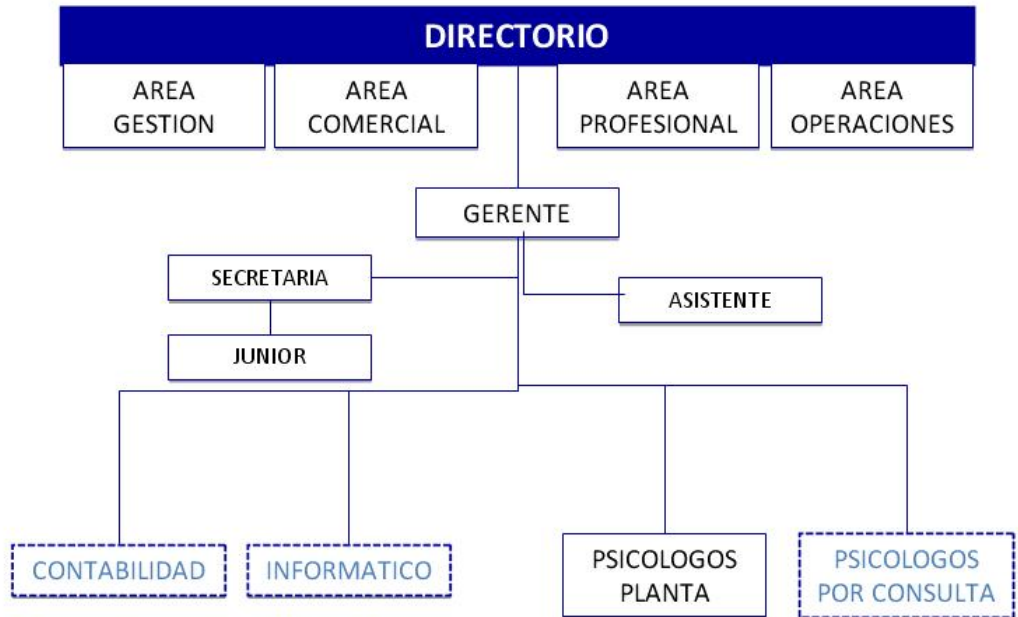 DIRECTORIO
AREA
GESTION
AREA
COMERCIAL
AREA
PROFESIONAL
AREA
OPERACIONES
GERENTE
SECRETARIA
ASISTENTE
JUNIOR
CONTABILIDAD
INFORMATICO
PSICOLOGOS
PLANTA
PSICOLOGOS
POR CONSULTA